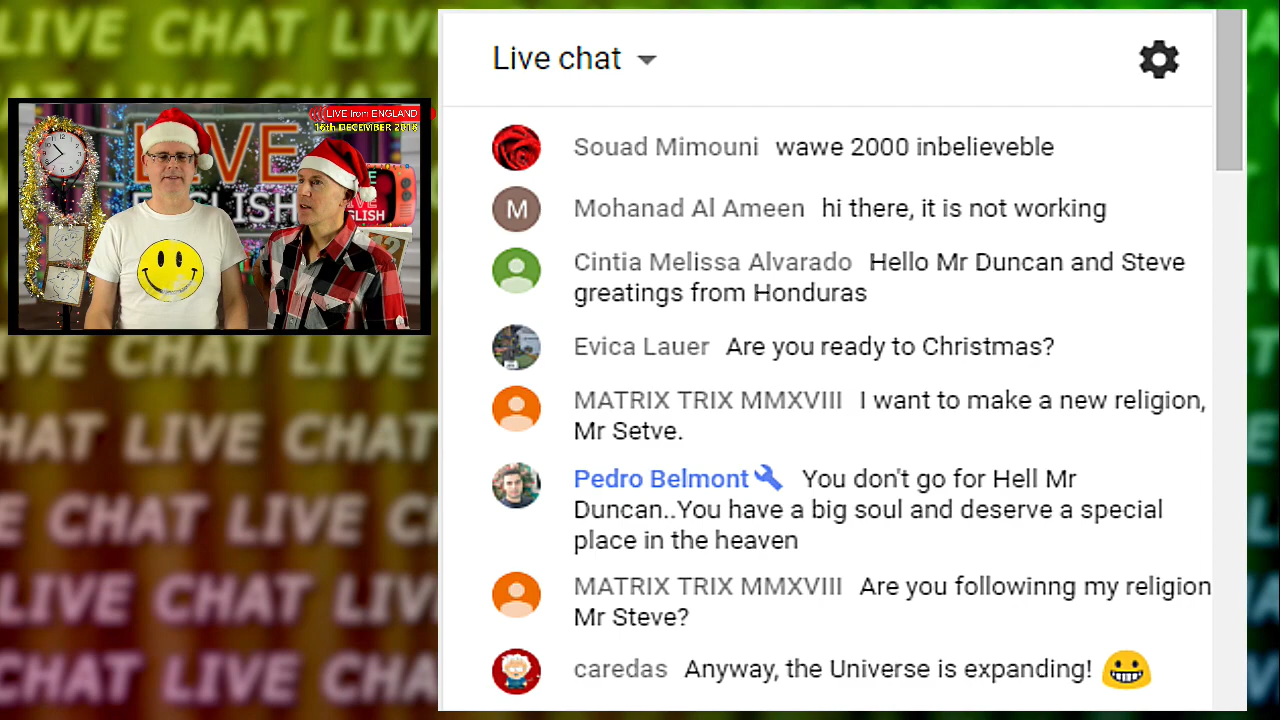 LIVE CHAT LIVE
LIVE from ENGLAND
16th DECEMBER 2018
LIVE
ENGLISH
Live chat
Souad Mimouni wawe 2000 inbelieveble
Mohanad Al Ameen hi there, it is not working
M
Cintia Melissa Alvarado Hello Mr Duncan and Steve
greatings from Honduras
Evica Lauer Are you ready to Christmas?
MATRIX TRIX MMXVIII I want to make a new religion,
Mr Setve.
Pedro Belmont You don't go for Hell Mr
Duncan..You have a big soul and deserve a special
place in the heaven
MATRIX TRIX MMXVIII Are you followinng my religion
Mr Steve?
caredas Anyway, the Universe is expanding!
HAT LIVE CHAT
CHAT LIVE
LIVE CHAT LIVE
CHAT LIVE